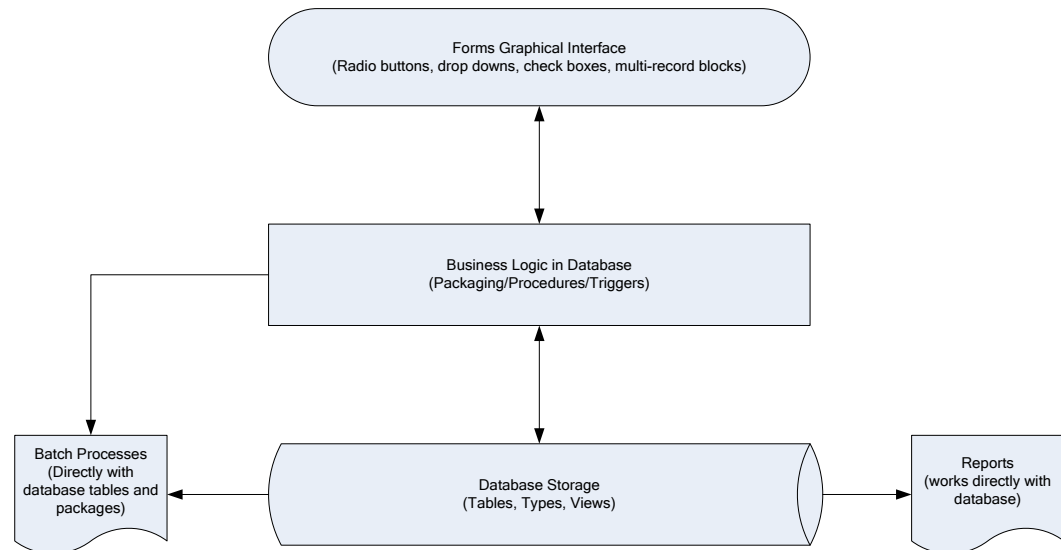 Forms Graphical Interface
(Radio buttons, drop downs, check boxes, multi-record blocks)
Business Logic in Database
(Packaging/Procedures/Triggers)
Batch Processes
(Directly with
database tables and
packages)
Database Storage
(Tables, Types, Views)
Reports
(works directly with
database)